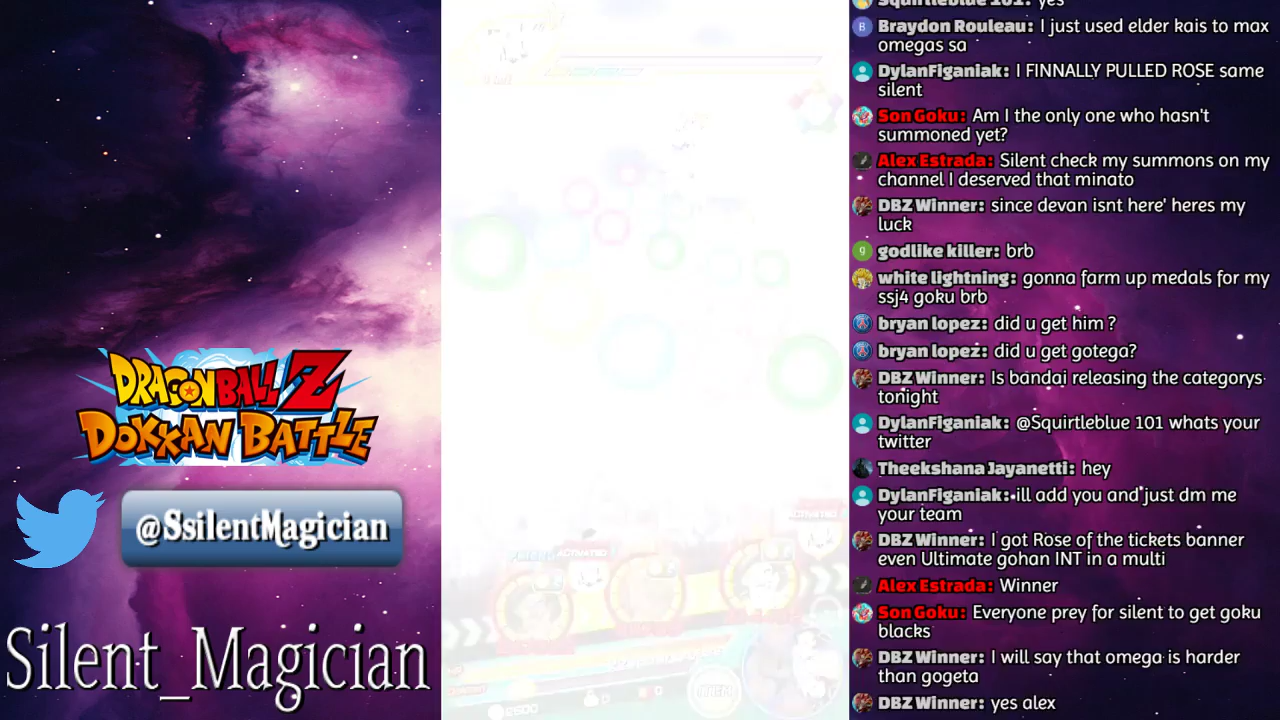 DRAGONBALL Z
DOKKAN BATTLE
@SsilentMagician
Silent_Magician
ACTIVATED
ACTIVATED
ITEM
Squirtleblue 101: yes
Braydon Rouleau: I just used elder kais to max
omegas sa
DylanFiganiak: I FINNALLY PULLED ROSE same
silent
Son Goku: Am I the only one who hasn't
summoned yet?
Alex Estrada: Silent check my summons on my
channel I deserved that minato
DBZ Winner: since devan isnt here' heres my
luck
godlike killer: brb
white lightning: gonna farm up medals for my
ssj4 goku brb
bryan lopez: did u get him ?
bryan lopez: did u get gotega?
DBZ Winner: Is bandai releasing the categorys
tonight
DylanFiganiak: @Squirtleblue 101 whats your
twitter
Theekshana Jayanetti: hey
DylanFiganiak: ill add you and just dm me
your team
DBZ Winner: I got Rose of the tickets banner
even Ultimate gohan INT in a multi
Alex Estrada: Winner
Son Goku: Everyone prey for silent to get goku
blacks
DBZ Winner: I will say that omega is harder
than gogeta
DBZ Winner: yes alex